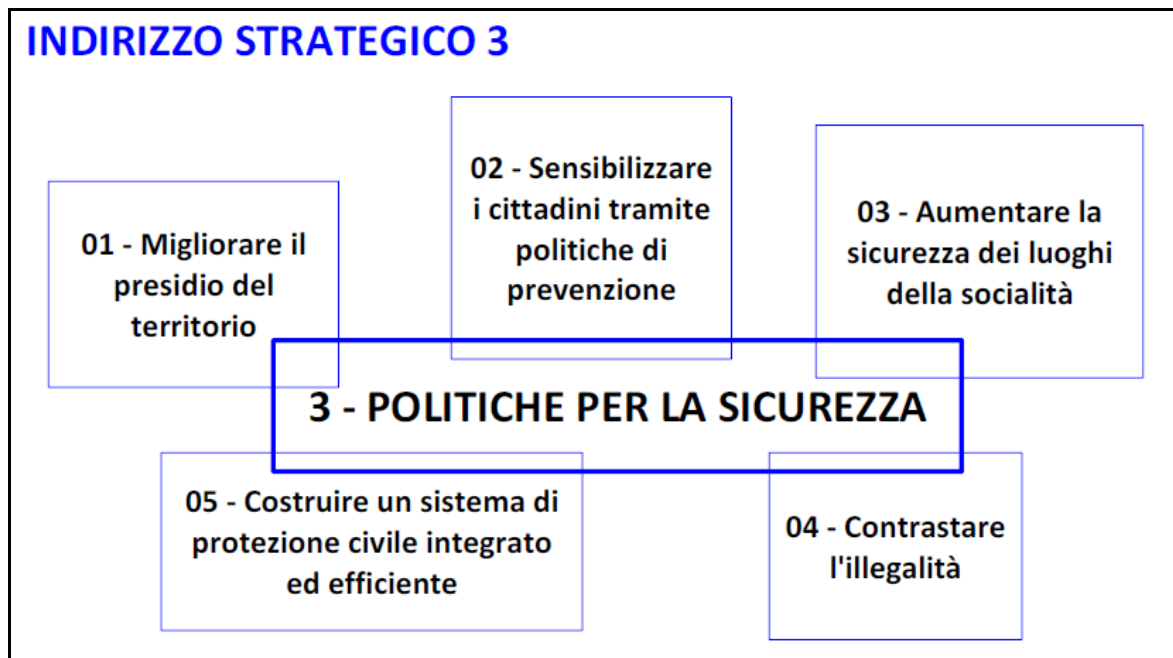 INDIRIZZO STRATEGICO 3
01 - Migliorare il
presidio del
territorio
02 - Sensibilizzare
i cittadini tramite
politiche di
prevenzione
03 - Aumentare la
sicurezza dei luoghi
della socialità
3 - POLITICHE PER LA SICUREZZA
05 - Costruire un sistema di
protezione civile integrato
ed efficiente
04 - Contrastare
l'illegalità